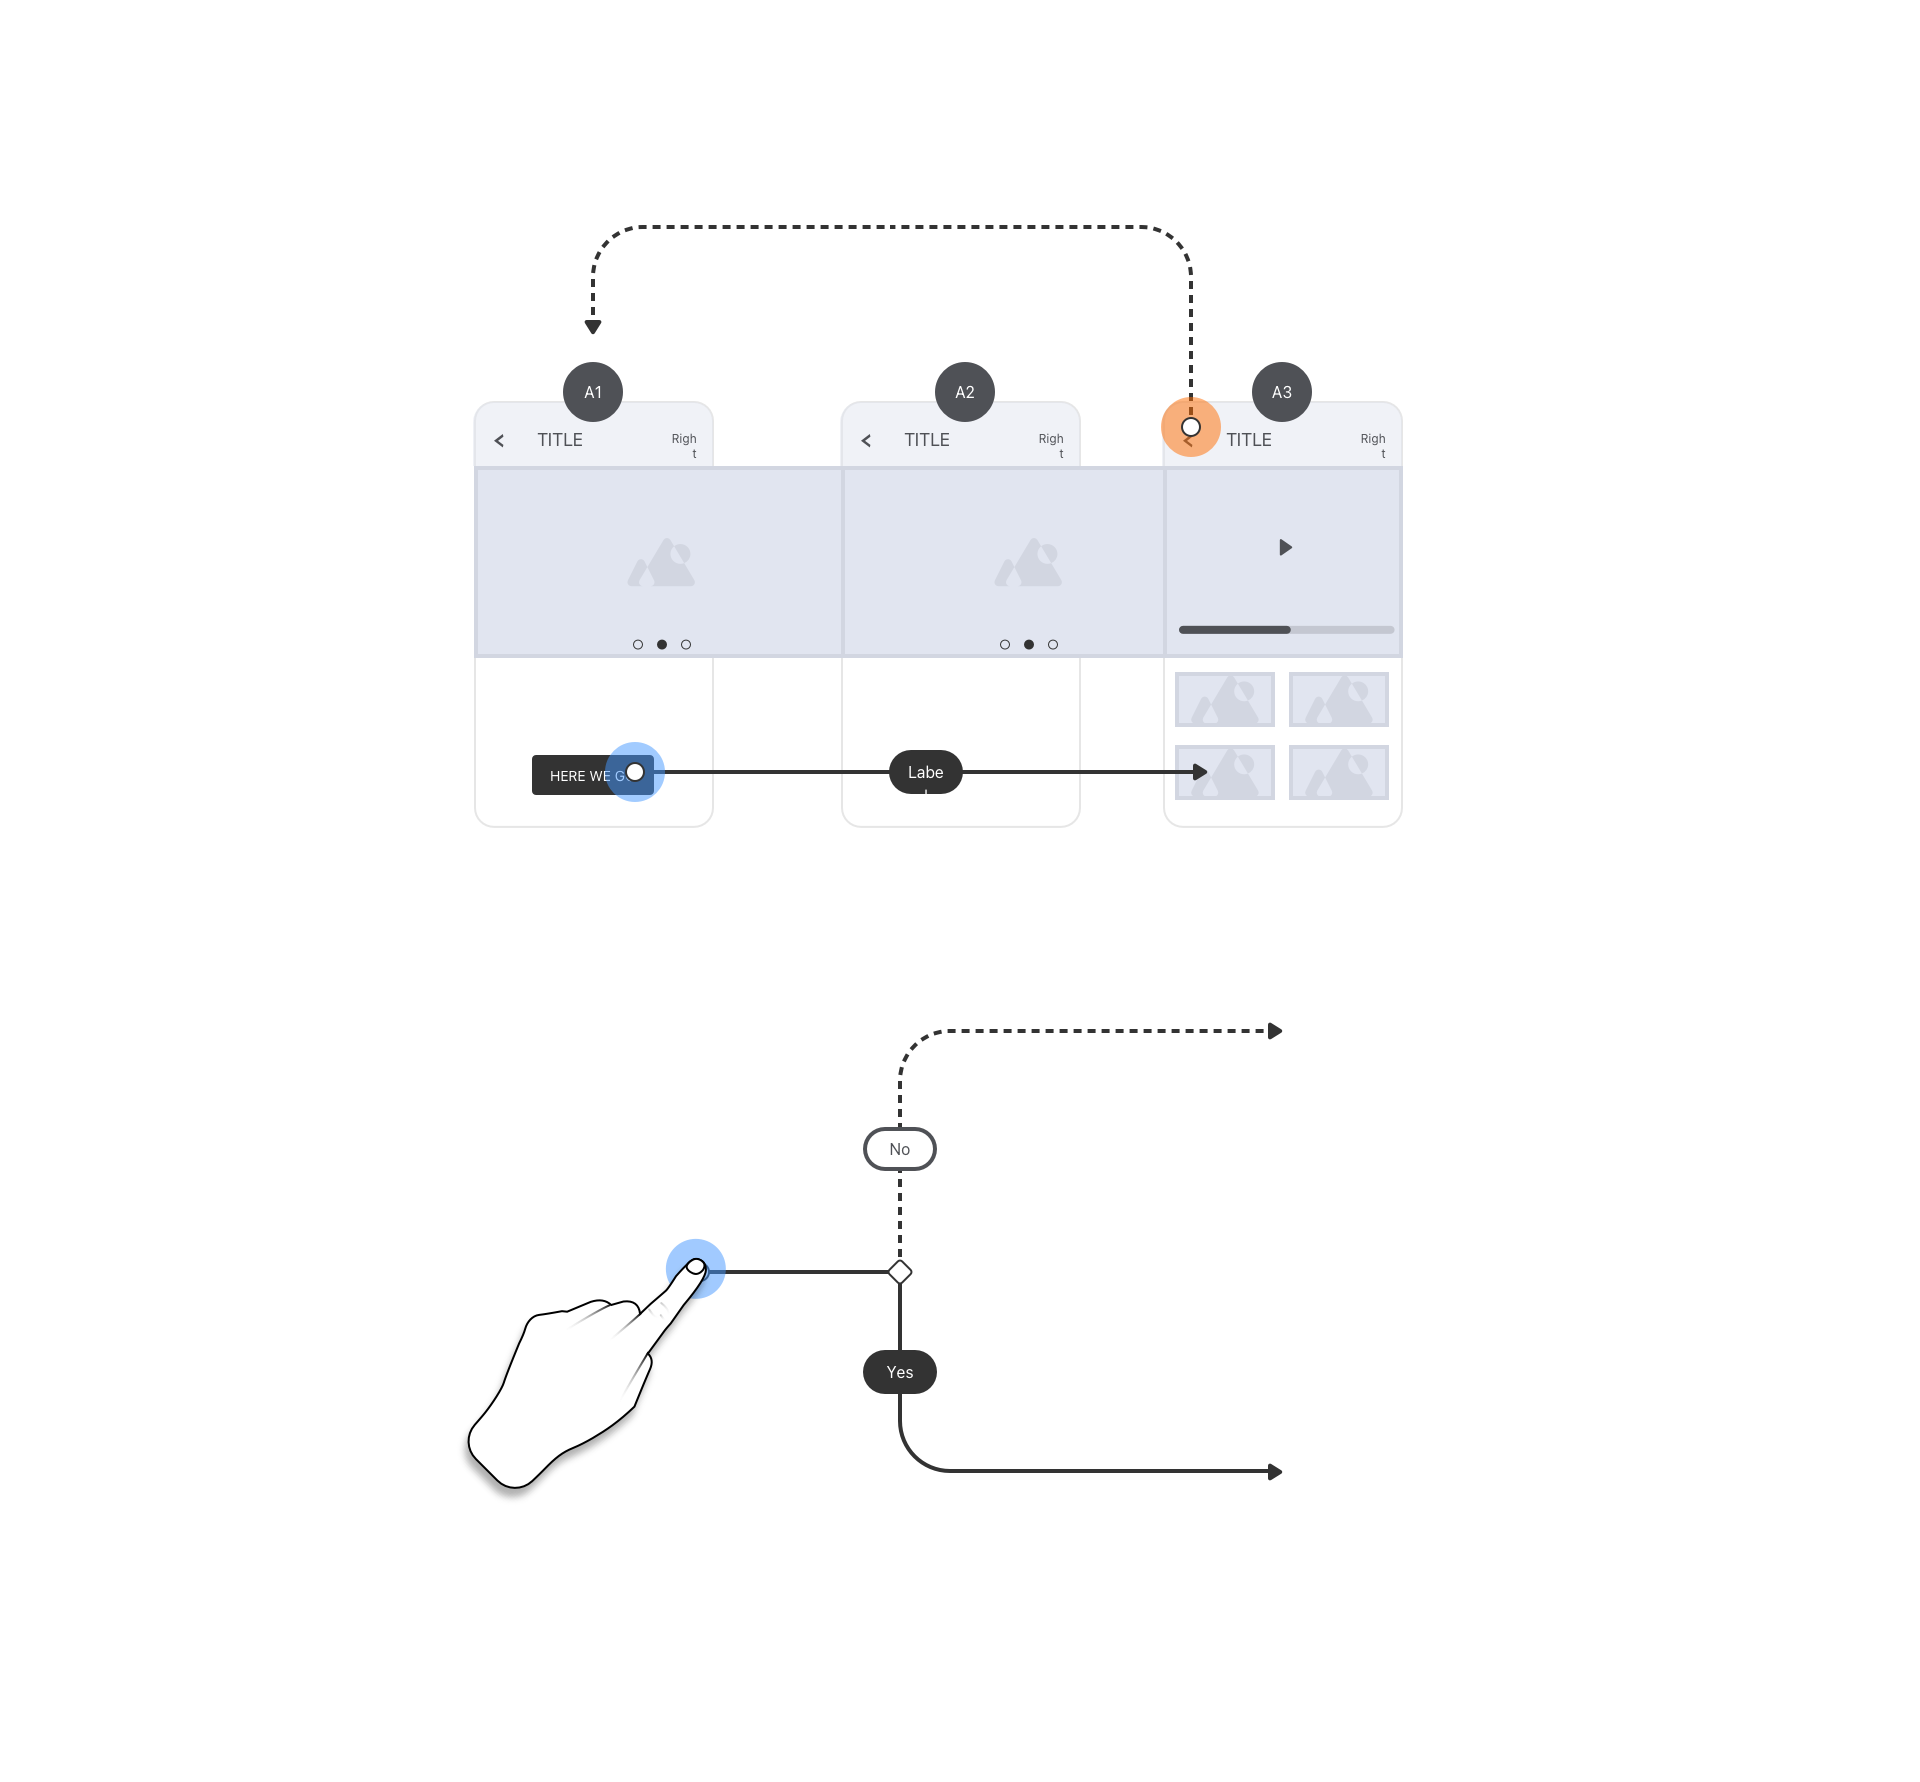 A1
A2
A3
TITLE
Righ
t
TITLE
Righ
t
TITLE
Righ
t
HERE WE G
Labe
l
No
Yes